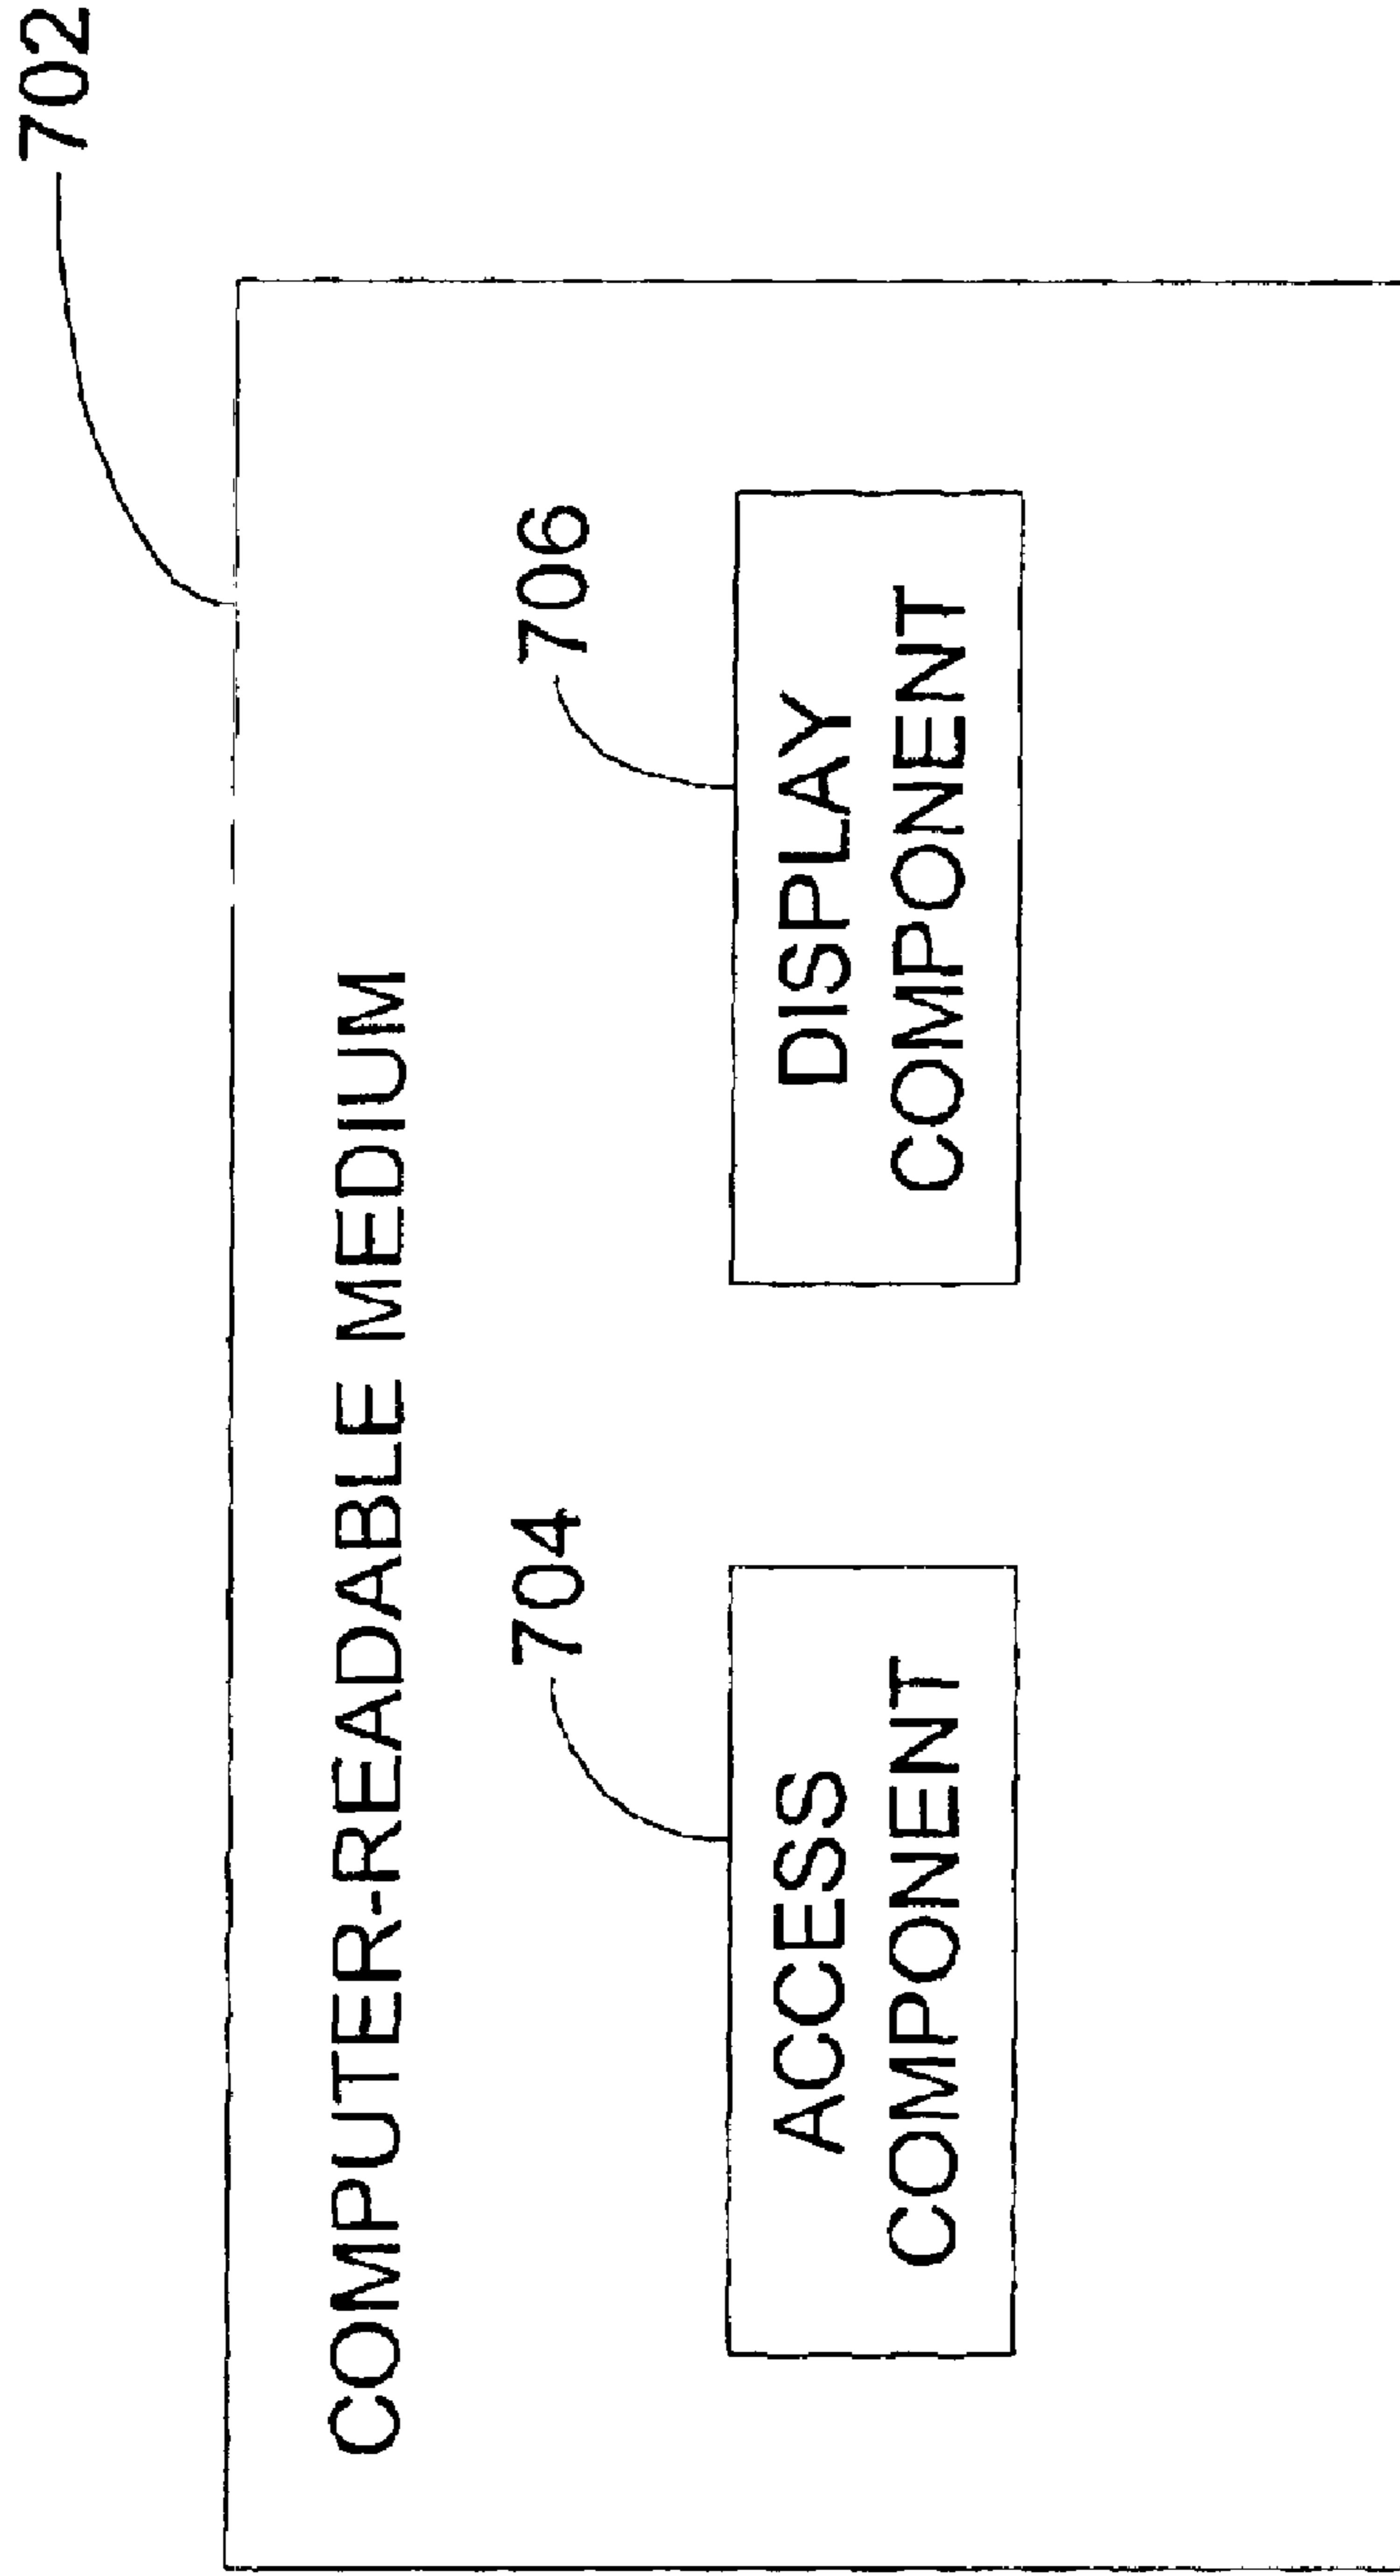 702
COMPUTER-READABLE MEDIUM
704
706
ACCESS
COMPONENT
DISPLAY
COMPONENT